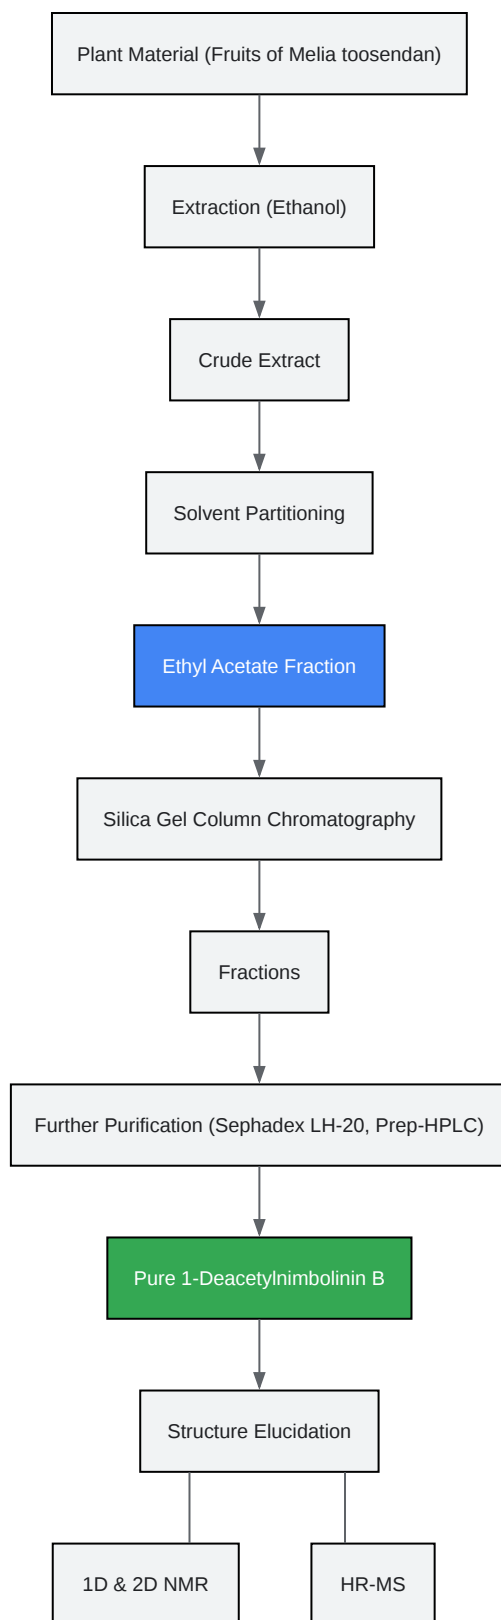 Plant Material (Fruits of Melia toosendan)
Extraction (Ethanol)
Crude Extract
Solvent Partitioning
Ethyl Acetate Fraction
Silica Gel Column Chromatography
Fractions
Further Purification (Sephadex LH-20, Prep-HPLC)
Pure 1-Deacetylnimbolinin B
Structure Elucidation
1D & 2D NMR
HR-MS